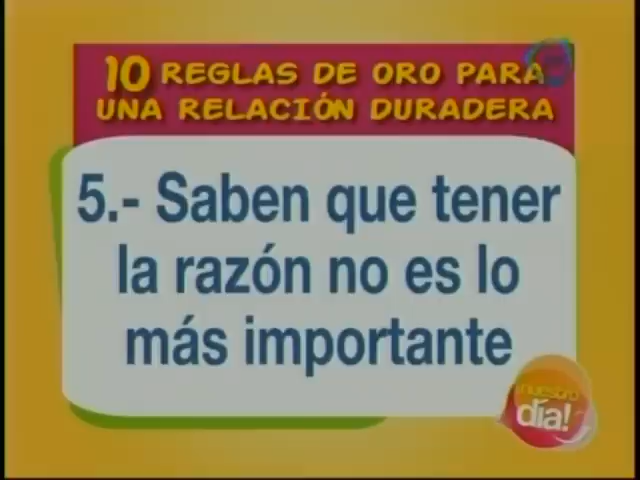 10 REGLAS DE ORO PARA
UNA RELACIÓN DURADERA
5.- Saben que tener
la razón no es lo
más importante
nuestro
día!